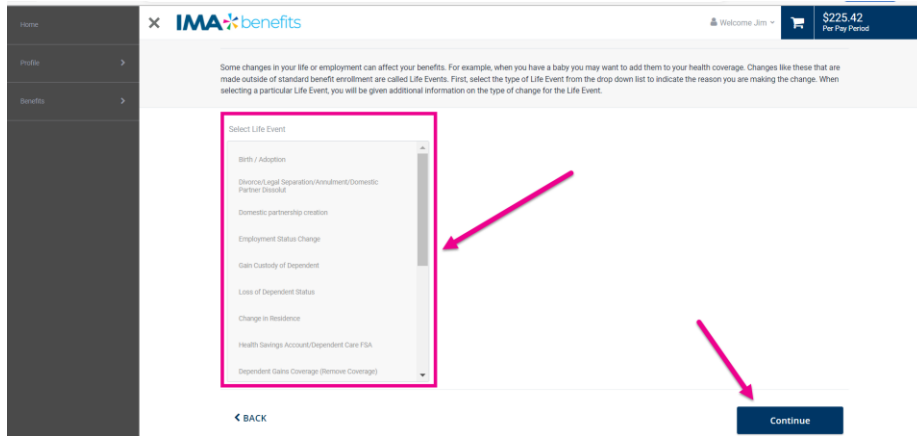 Home
Profile
Benefits
IMA benefits
Welcome Jim
$225.42
Per Pay Period
Some changes in your life or employment can affect your benefits. For example, when you have a baby you may want to add them to your health coverage. Changes like these that are
made outside of standard benefit enrollment are called Life Events. First, select the type of Life Event from the drop down list to indicate the reason you are making the change. When
selecting a particular Life Event, you will be given additional information on the type of change for the Life Event.
Select Life Event
Birth / Adoption
Divorce/Legal Separation/Annulment/Domestic
Partner Dissolut
Domestic partnership creation
Employment Status Change
Gain Custody of Dependent
Loss of Dependent Status
Change in Residence
Health Savings Account/Dependent Care FSA
Dependent Gains Coverage (Remove Coverage)
BACK
Continue